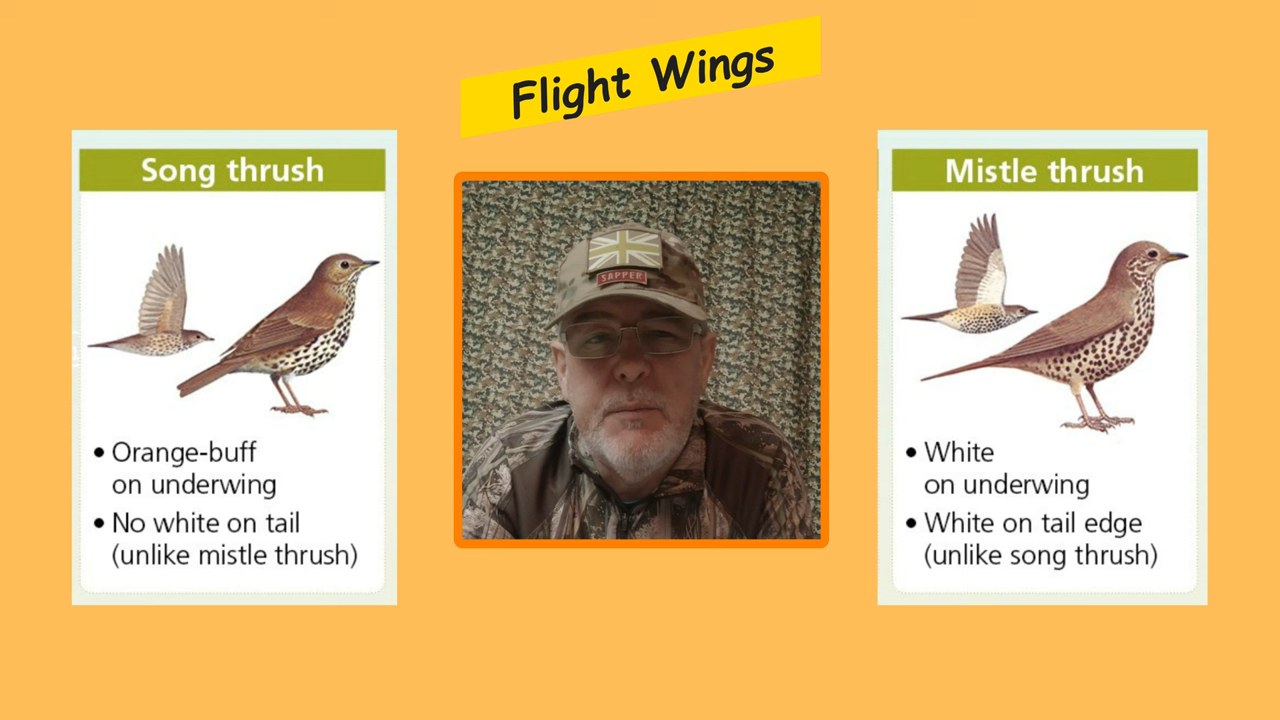 Flight Wings
Song thrush
• Orange-buff
on underwing
• No white on tail
(unlike mistle thrush)
SAPPER
Mistle thrush
• White
on underwing
• White on tail edge
(unlike song thrush)